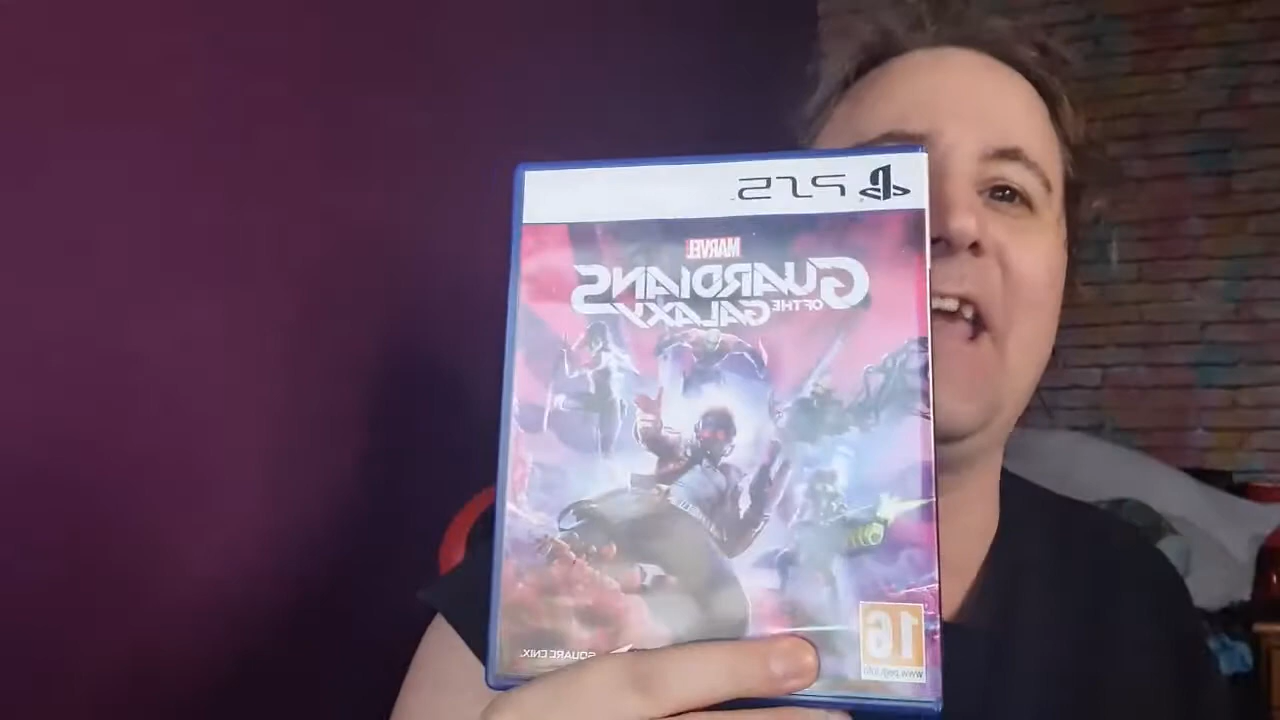 PS5
MARVEL
GUARDIANS
OF THE
GALAXY
16
SQUARE ENIX